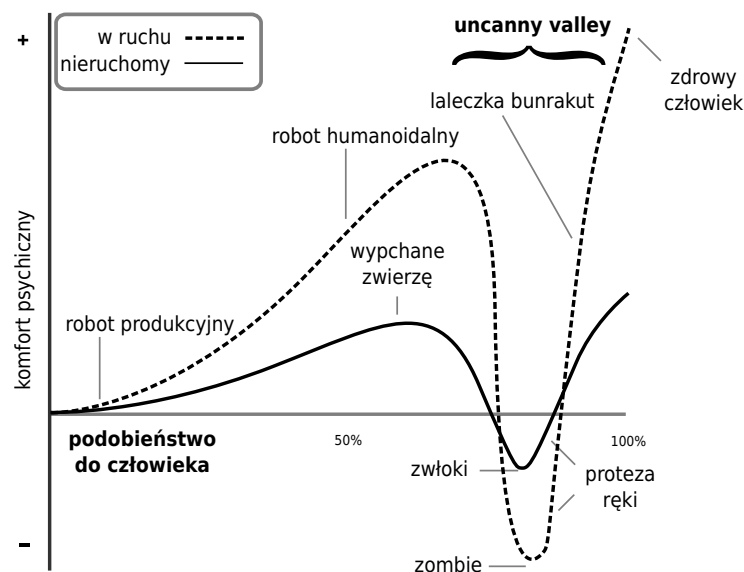 +
w ruchu
nieruchomy
uncanny valley
laleczka bunrakut
zdrowy
człowiek
robot humanoidalny
wypchane
zwierzę
komfort psychiczny
robot produkcyjny
podobieństwo
do człowieka
50%
100%
zwłoki
proteza
ręki
zombie
–